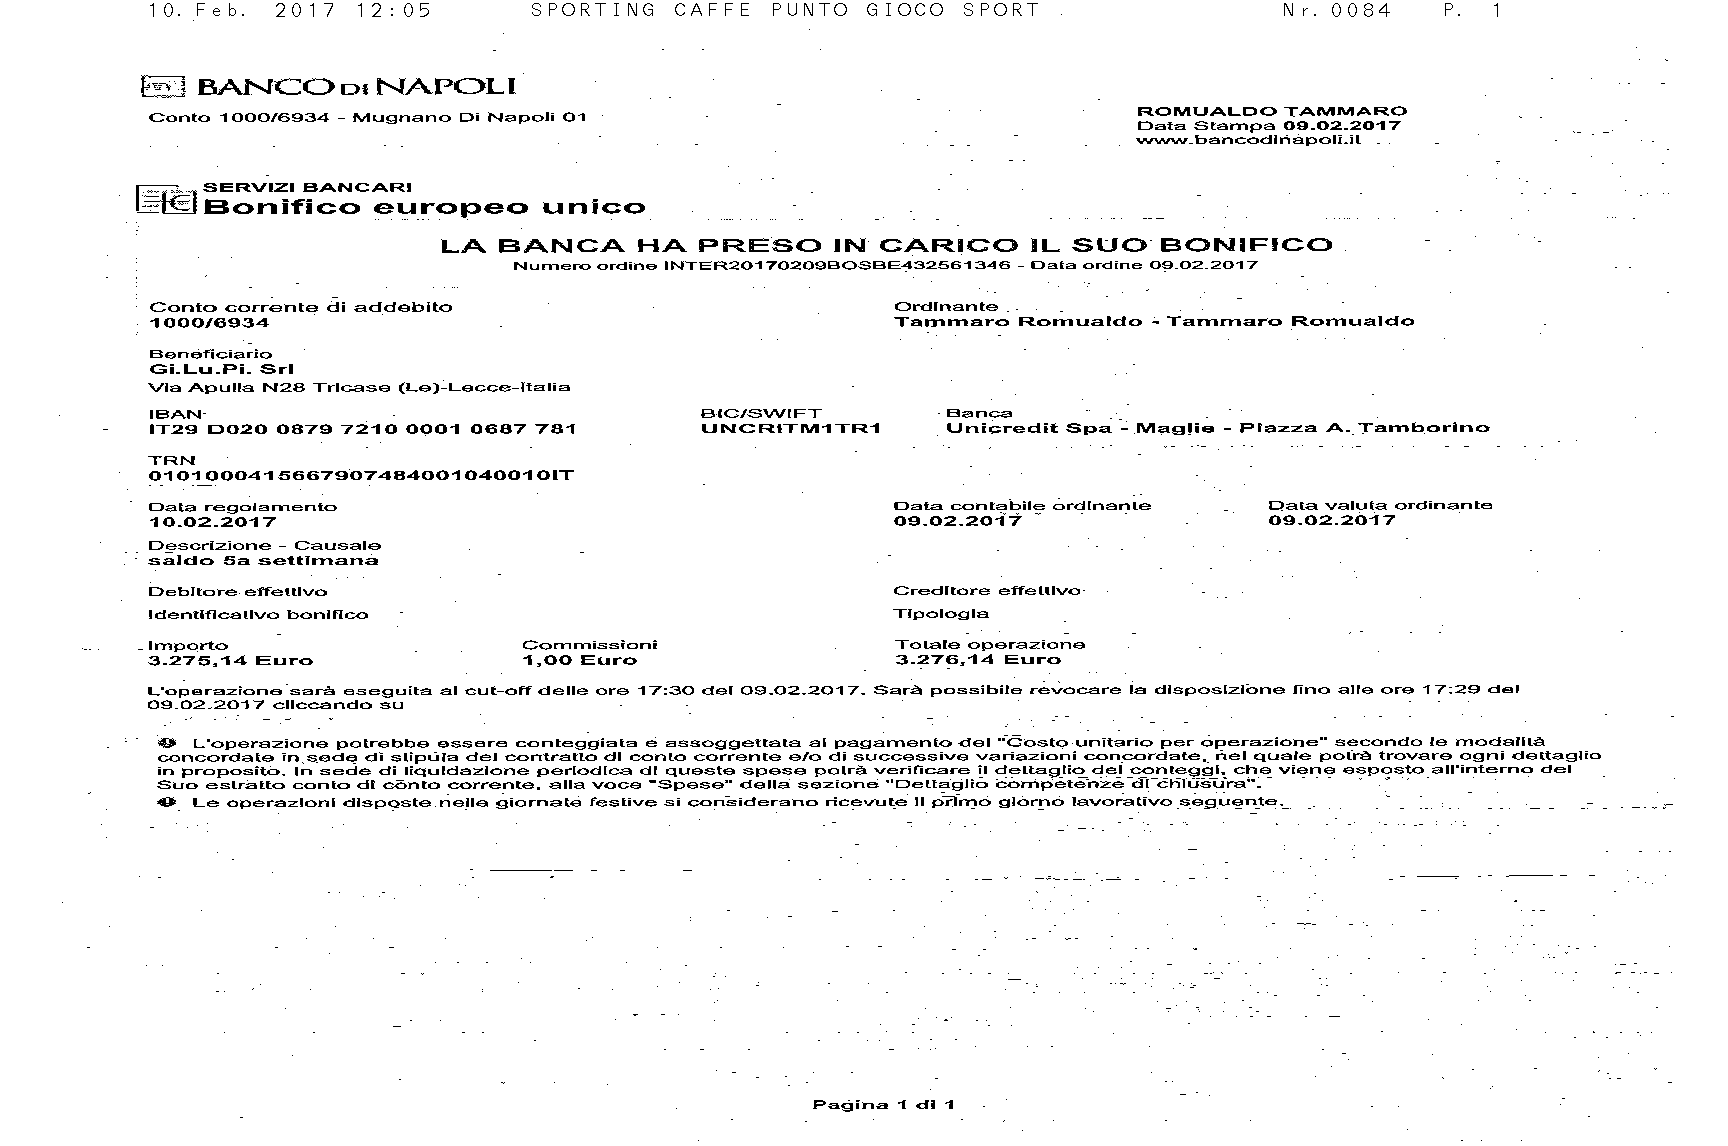 10. Feb. 2017 12:05 SPORTING CAFFE PUNTO GIOCO SPORT Nr. 0084 P. 1
BANCO DI NAPOLI
Conto 1000/6934 - Mugnano Di Napoli 01
ROMUALDO TAMMARO
Data Stampa 09.02.2017
www.bancodinapoli.it
SERVIZI BANCARI
Bonifico europeo unico
LA BANCA HA PRESO IN CARICO IL SUO BONIFICO
Numero ordine INTER20170209BOSBE432561346 - Data ordine 09.02.2017
Conto corrente di addebito Ordinante
1000/6934 Tammaro Romualdo - Tammaro Romualdo
Beneficiario
Gi.Lu.Pi. Srl
Via Apulia N28 Tricase (Le)-Lecce-Italia
IBAN BIC/SWIFT Banca
IT29 D020 0879 7210 0001 0687 781 UNCRITM1TR1 Unicredit Spa - Maglie - Piazza A. Tamborino
TRN
0101000415667907484001040010IT
Data regolamento Data contabile ordinante Data valuta ordinante
10.02.2017 09.02.2017 09.02.2017
Descrizione - Causale
saldo 5a settimana
Debitore effettivo Creditore effettivo
Identificativo bonifico Tipologia
Importo Commissioni Totale operazione
3.275,14 Euro 1,00 Euro 3.276,14 Euro
L'operazione sarà eseguita al cut-off delle ore 17:30 del 09.02.2017. Sarà possibile revocare la disposizione fino alle ore 17:29 del
09.02.2017 cliccando su
L'operazione potrebbe essere conteggiata e assoggettata al pagamento del "Costo unitario per operazione" secondo le modalità
concordate in sede di stipula del contratto di conto corrente e/o di successive variazioni concordate, nel quale potrà trovare ogni dettaglio
in proposito. In sede di liquidazione periodica di queste spese potrà verificare il dettaglio dei conteggi, che viene esposto all'interno del
Suo estratto conto di conto corrente, alla voce "Spese" della sezione "Dettaglio competenze di chiusura".
Le operazioni disposte nelle giornate festive si considerano ricevute il primo giorno lavorativo seguente.
Pagina 1 di 1